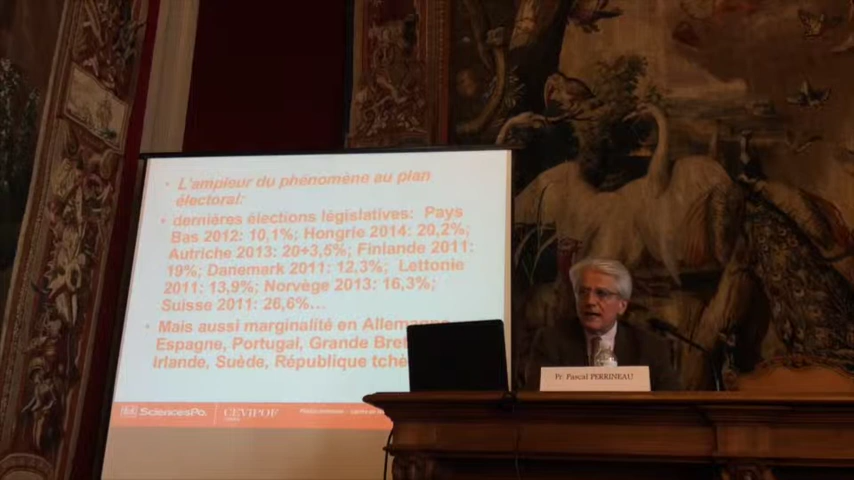 • L'ampleur du phénomène au plan
électoral:
• dernières élections législatives: Pays
Bas 2012: 10,1%; Hongrie 2014: 20,2%;
Autriche 2013: 20+3,5%; Finlande 2011:
19%; Danemark 2011: 12,3%; Lettonie
2011: 13,9%; Norvège 2013: 16,3%;
Suisse 2011: 26,6%...
• Mais aussi marginalité en Allemagne
Espagne, Portugal, Grande Bre
Irlande, Suède, République tchè
SciencesPo. CEVIPOF
Pr. Pascal PERRINEAU